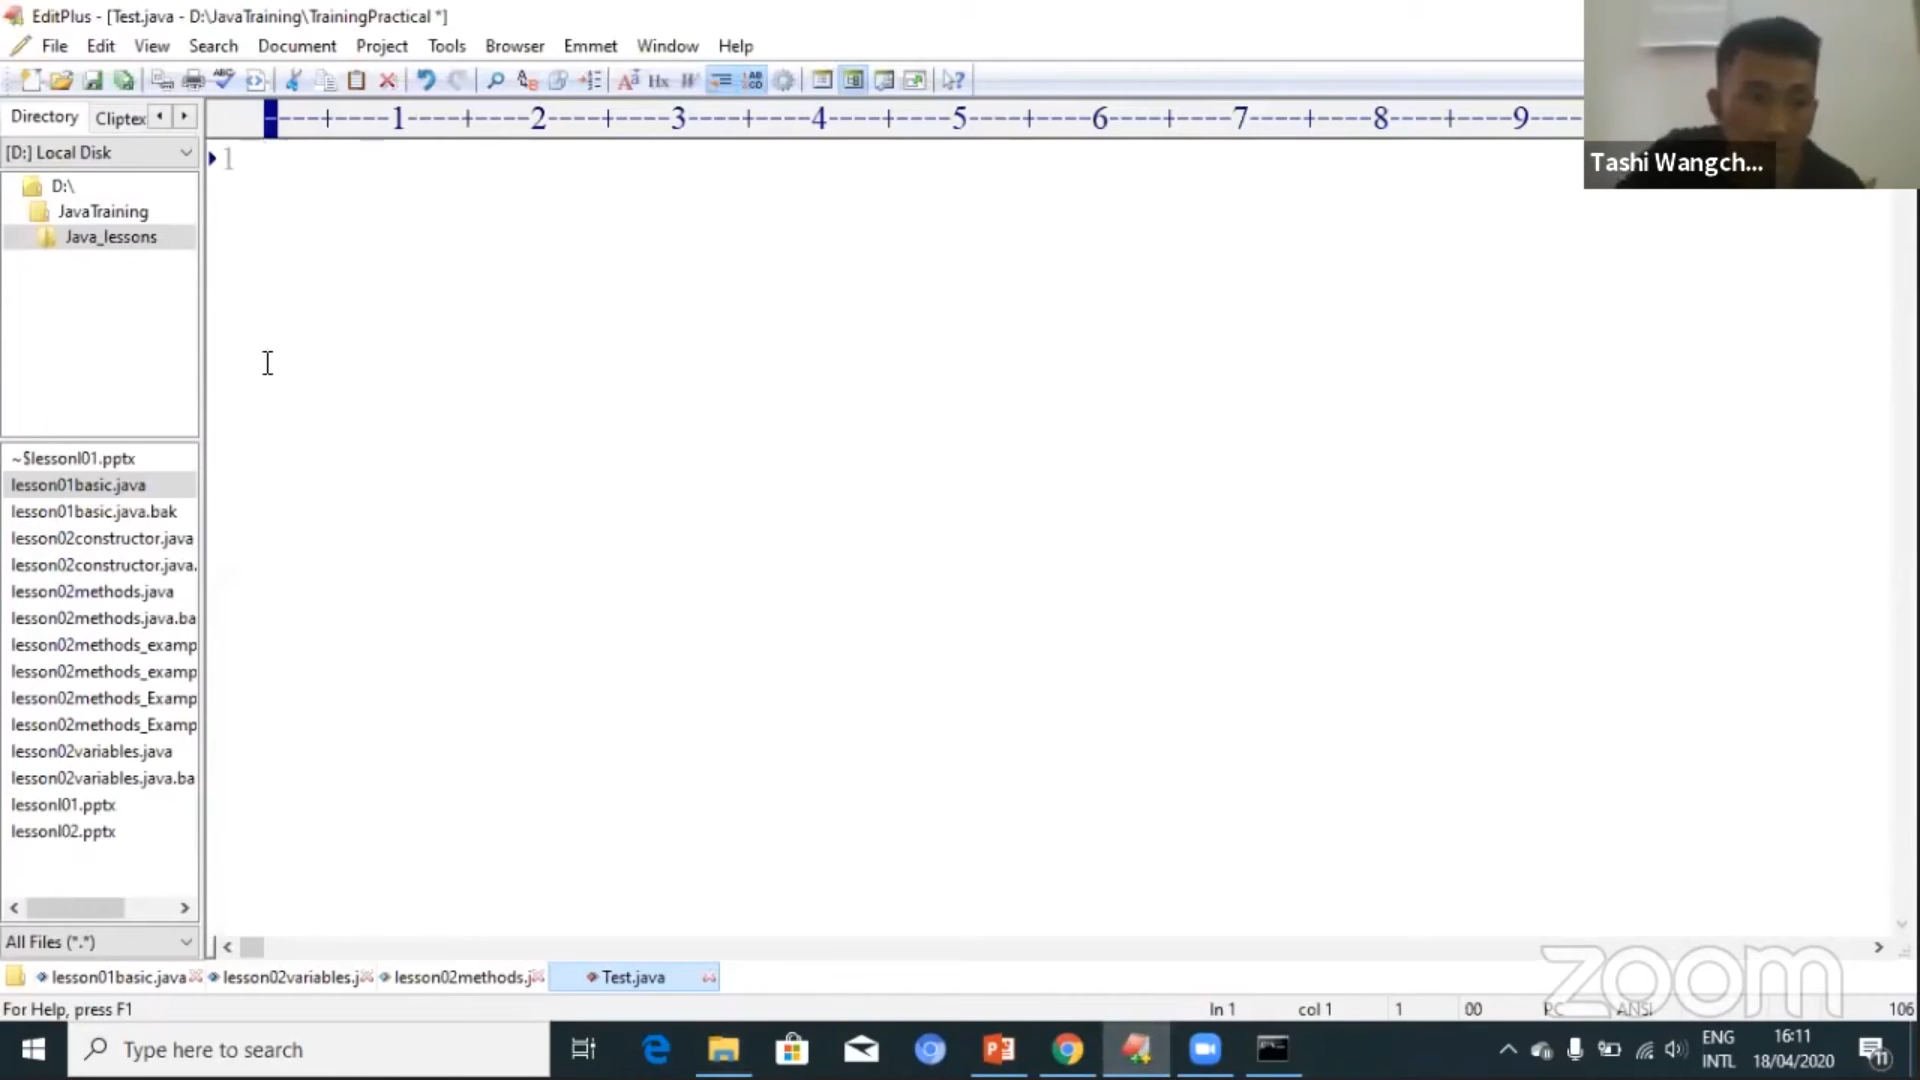 EditPlus - [Test.java - D:\JavaTraining\TrainingPractical *]
File Edit View Search Document Project Tools Browser Emmet Window Help
Directory Cliptex
----+----1----+----2----+----3----+----4----+----5----+----6----+----7----+----8----+----9----
[D:] Local Disk
1
Tashi Wangch...
D:\
JavaTraining
Java_lessons
~$lessonl01.pptx
lesson01basic.java
lesson01basic.java.bak
lesson02constructor.java
lesson02constructor.java.
lesson02methods.java
lesson02methods.java.ba
lesson02methods_examp
lesson02methods_examp
lesson02methods_Examp
lesson02methods_Examp
lesson02variables.java
lesson02variables.java.ba
lessonl01.pptx
lessonl02.pptx
All Files (*.*)
lesson01basic.java lesson02variables.j lesson02methods.j Test.java
zoom
For Help, press F1 ln 1 col 1 1 00 PC ANSI 106
Type here to search
ENG 16:11
INTL 18/04/2020
11